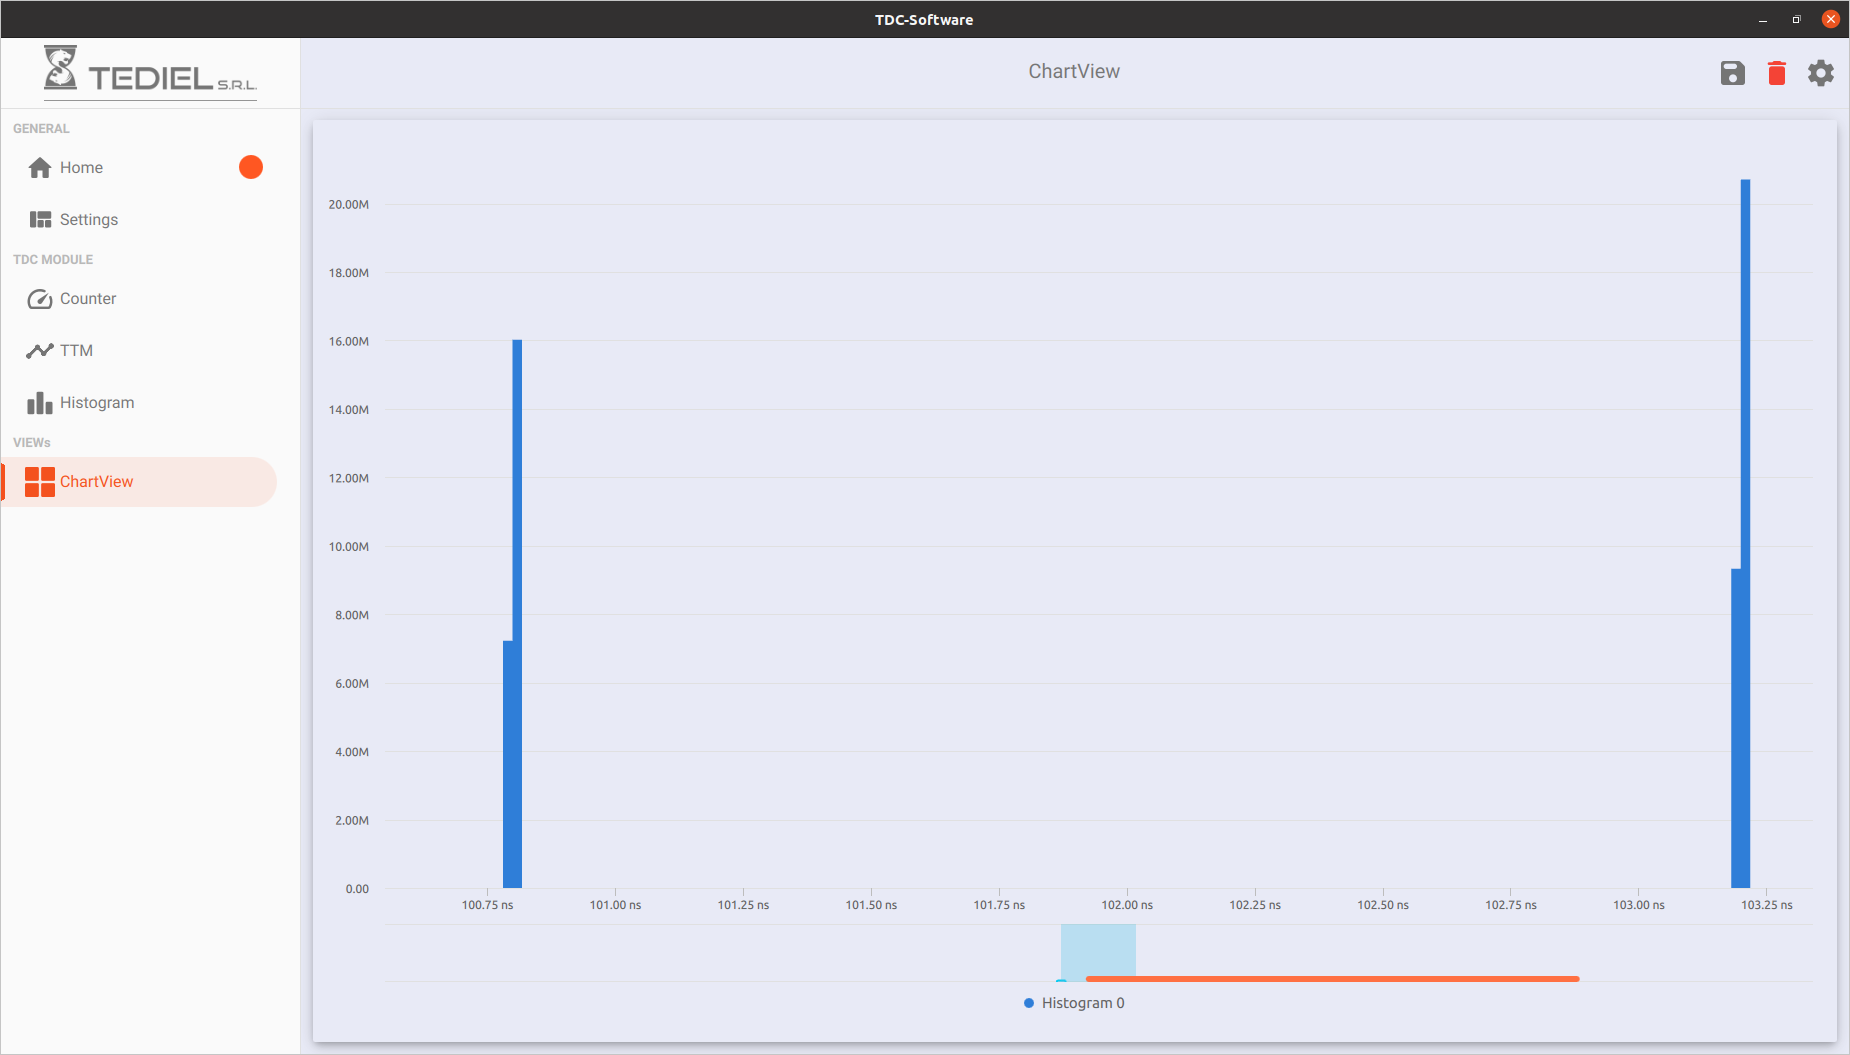 TDC-Software
TEDIEL S.R.L.
ChartView
GENERAL
Home
Settings
TDC MODULE
Counter
TTM
Histogram
VIEWs
ChartView
20.00M
18.00M
16.00M
14.00M
12.00M
10.00M
8.00M
6.00M
4.00M
2.00M
0.00
100.75 ns 101.00 ns 101.25 ns 101.50 ns 101.75 ns 102.00 ns 102.25 ns 102.50 ns 102.75 ns 103.00 ns 103.25 ns
Histogram 0